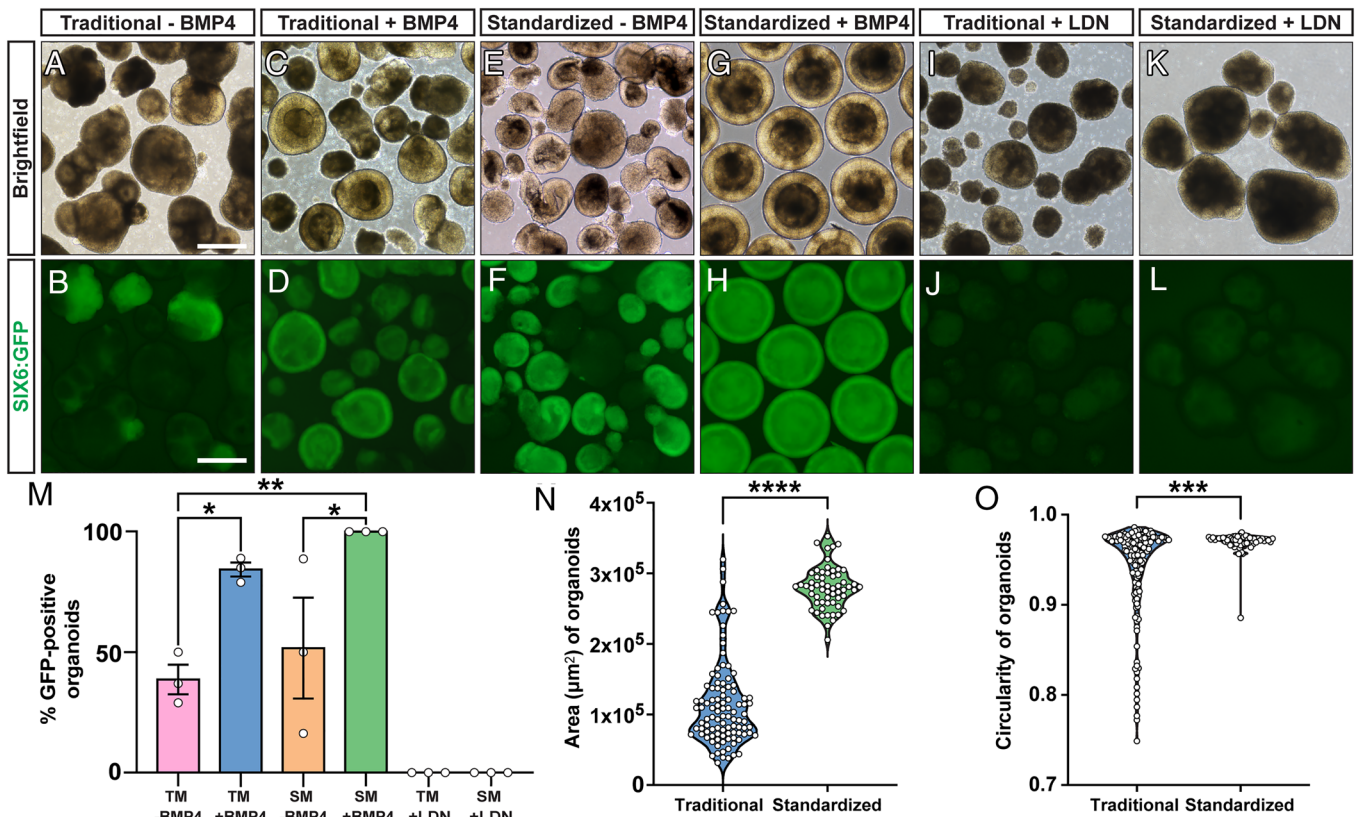 Traditional - BMP4
Traditional + BMP4
Standardized - BMP4
Standardized + BMP4
Traditional + LDN
Standardized + LDN
Brightfield
A
C
E
G
I
K
SIX6:GFP
B
D
F
H
J
L
M
% GFP-positive
organoids
100
50
0
**
*
*
TM
BMP4
TM
+BMP4
SM
BMP4
SM
+BMP4
TM
+LDN
SM
+LDN
N
Area (μm²) of organoids
4x10⁵
3x10⁵
2x10⁵
1x10⁵
0
****
Traditional
Standardized
O
Circularity of organoids
1.0
0.9
0.8
0.7
***
Traditional
Standardized